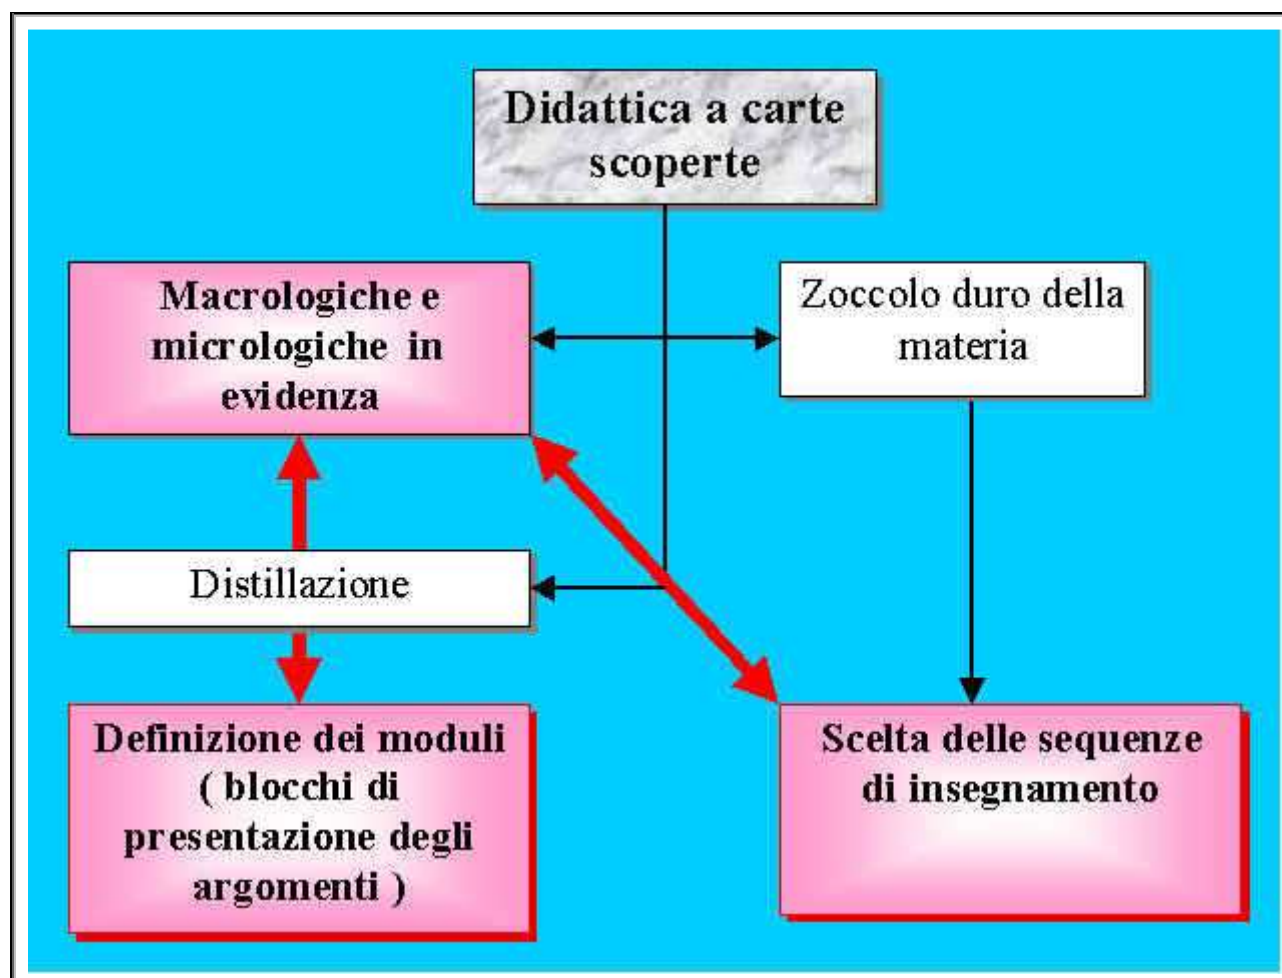 Didattica a carte
scoperte
Macrologiche e
micrologiche in
evidenza
Zoccolo duro della
materia
Distillazione
Definizione dei moduli
( blocchi di
presentazione degli
argomenti )
Scelta delle sequenze
di insegnamento